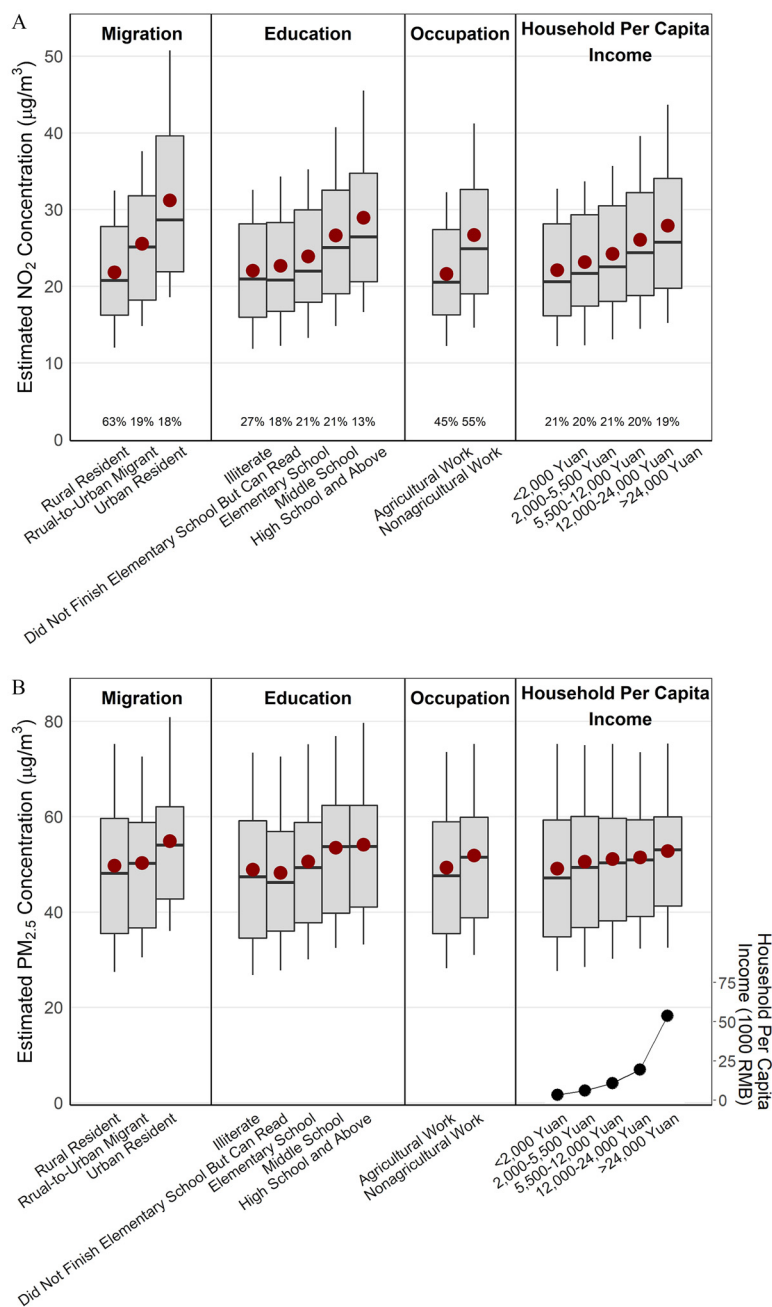 A
Migration
Education
Occupation
Household Per Capita
Income
Estimated NO2 Concentration (μg/m3)
50
40
30
20
10
0
63% 19% 18%
27% 18% 21% 21% 13%
45% 55%
21% 20% 21% 20% 19%
Rural Resident
Rrual-to-Urban Migrant
Urban Resident
Illiterate
Did Not Finish Elementary School But Can Read
Elementary School
Middle School
High School and Above
Agricultural Work
Nonagricultural Work
<2,000 Yuan
2,000-5,500 Yuan
5,500-12,000 Yuan
12,000-24,000 Yuan
>24,000 Yuan
B
Migration
Education
Occupation
Household Per Capita
Income
Estimated PM2.5 Concentration (μg/m3)
80
60
40
20
0
Household Per Capita
Income (1000 RMB)
75
50
25
0
Rural Resident
Rrual-to-Urban Migrant
Urban Resident
Illiterate
Did Not Finish Elementary School But Can Read
Elementary School
Middle School
High School and Above
Agricultural Work
Nonagricultural Work
<2,000 Yuan
2,000-5,500 Yuan
5,500-12,000 Yuan
12,000-24,000 Yuan
>24,000 Yuan